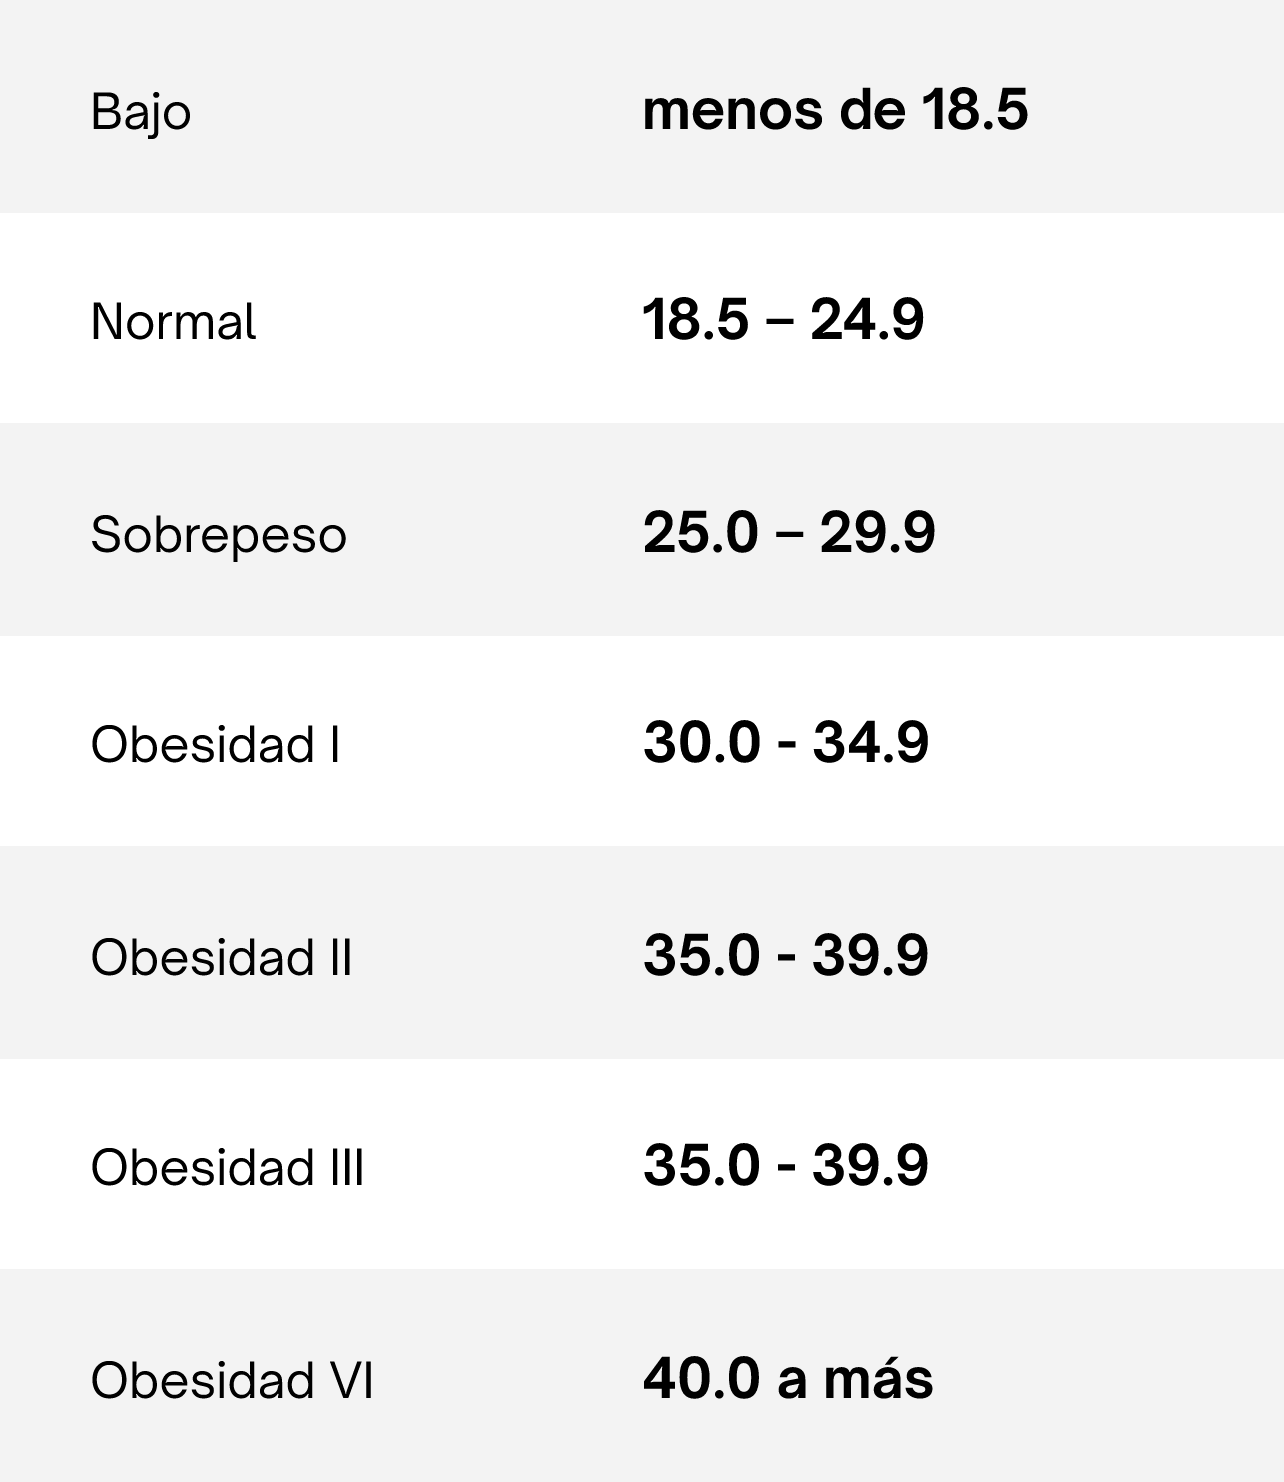 Bajo menos de 18.5
Normal 18.5 – 24.9
Sobrepeso 25.0 – 29.9
Obesidad I 30.0 - 34.9
Obesidad II 35.0 - 39.9
Obesidad III 35.0 - 39.9
Obesidad VI 40.0 a más